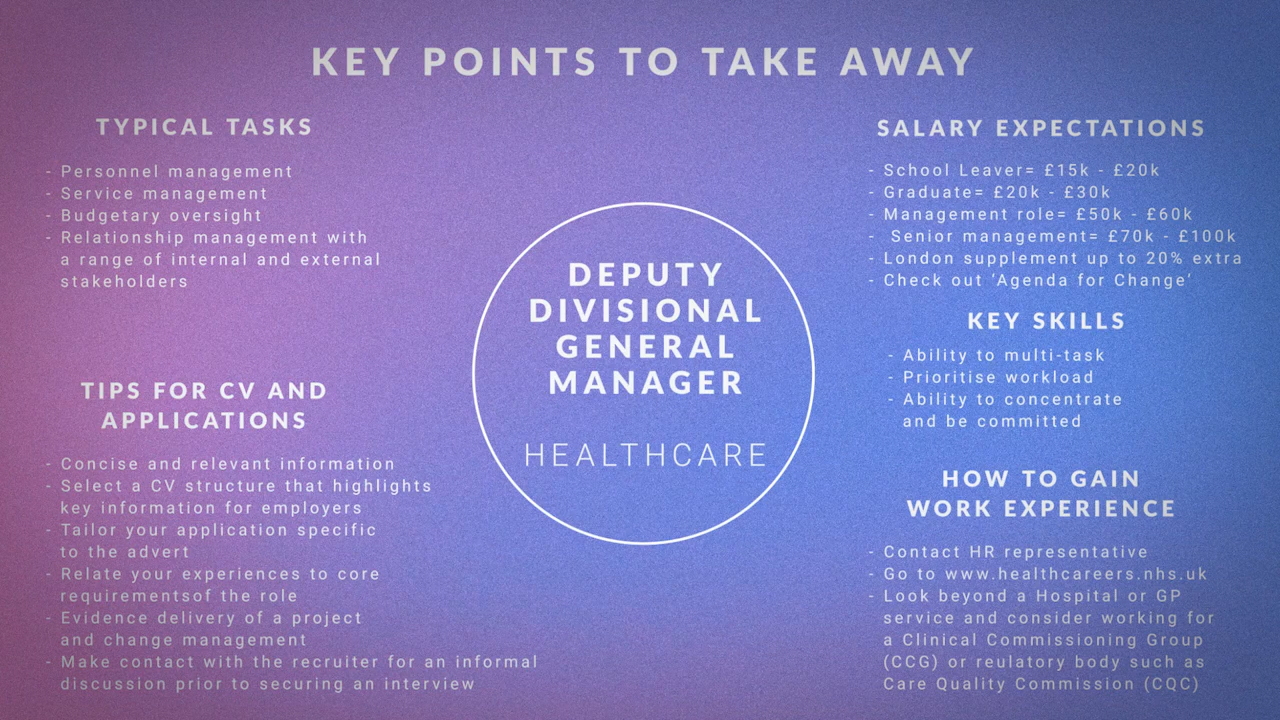 KEY POINTS TO TAKE AWAY
TYPICAL TASKS
- Personnel management
- Service management
- Budgetary oversight
- Relationship management with
a range of internal and external
stakeholders
TIPS FOR CV AND
APPLICATIONS
- Concise and relevant information
- Select a CV structure that highlights
key information for employers
- Tailor your application specific
to the advert
- Relate your experiences to core
requirementsof the role
- Evidence delivery of a project
and change management
- Make contact with the recruiter for an informal
discussion prior to securing an interview
DEPUTY
DIVISIONAL
GENERAL
MANAGER
HEALTHCARE
SALARY EXPECTATIONS
- School Leaver= £15k - £20k
- Graduate= £20k - £30k
- Management role= £50k - £60k
- Senior management= £70k - £100k
- London supplement up to 20% extra
- Check out ‘Agenda for Change’
KEY SKILLS
- Ability to multi-task
- Prioritise workload
- Ability to concentrate
and be committed
HOW TO GAIN
WORK EXPERIENCE
- Contact HR representative
- Go to www.healthcareers.nhs.uk
- Look beyond a Hospital or GP
service and consider working for
a Clinical Commissioning Group
(CCG) or reulatory body such as
Care Quality Commission (CQC)